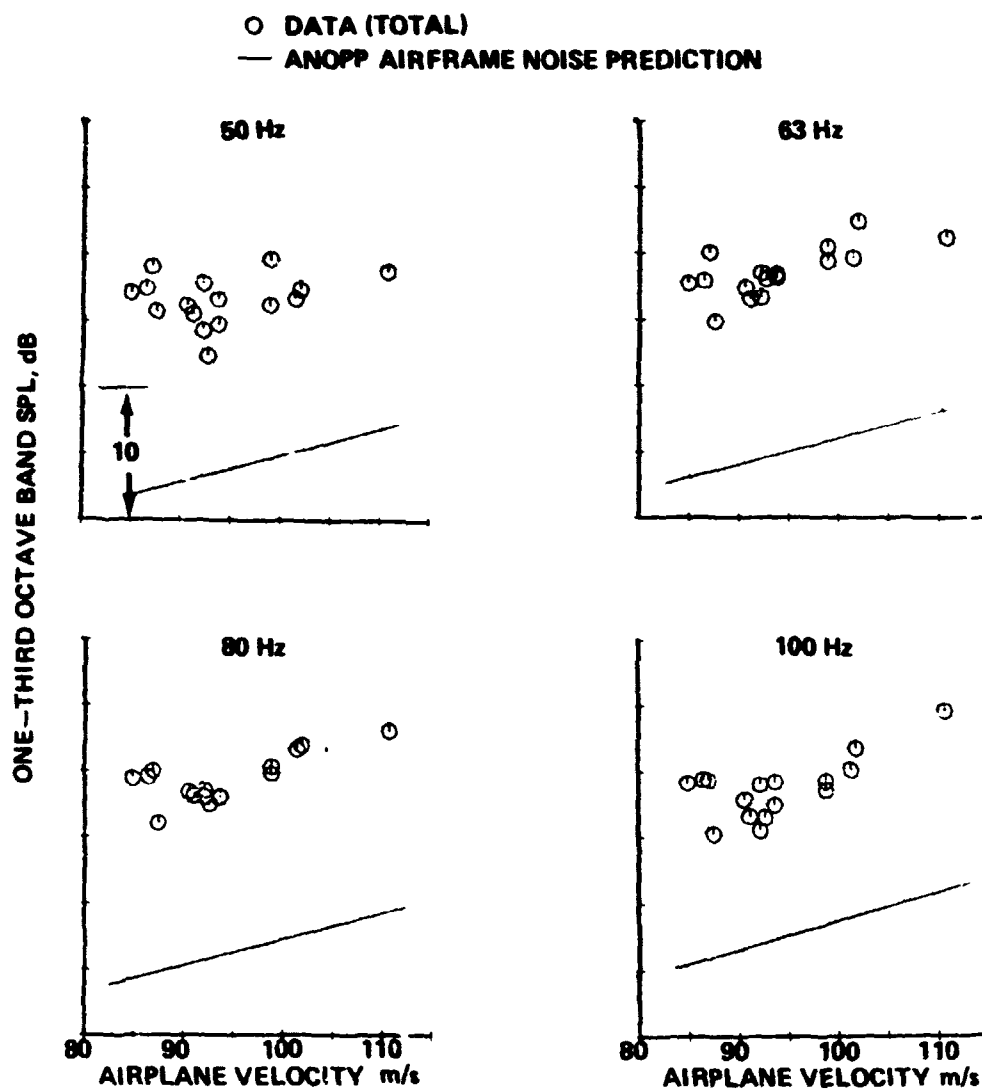 DATA (TOTAL)
ANOPP AIRFRAME NOISE PREDICTION
50 Hz
63 Hz
10
ONE-THIRD OCTAVE BAND SPL, dB
80 Hz
100 Hz
80 90 100 110
80 90 100 110
AIRPLANE VELOCITY m/s
AIRPLANE VELOCITY m/s